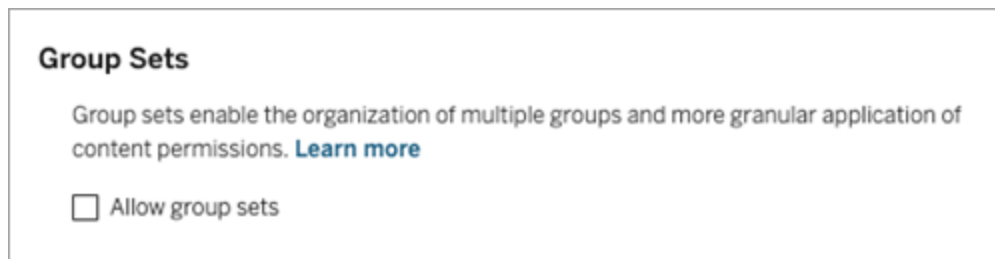 Group Sets
Group sets enable the organization of multiple groups and more granular application of
content permissions. Learn more
Allow group sets